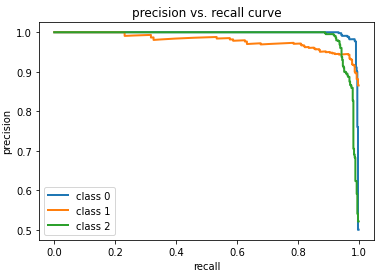 precision vs. recall curve
precision
1.0
0.9
0.8
0.7
0.6
0.5
class 0
class 1
class 2
0.0 0.2 0.4 0.6 0.8 1.0
recall